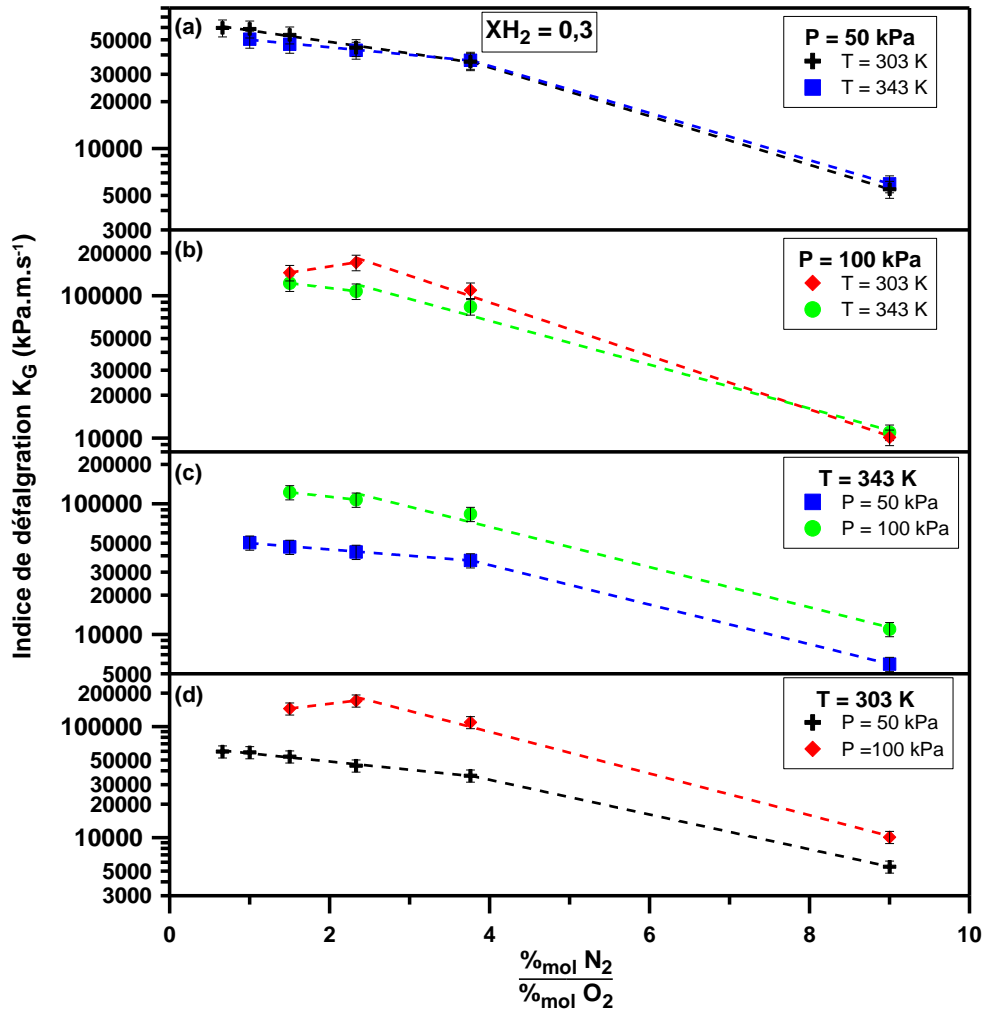 (a)
XH2 = 0,3
P = 50 kPa
T = 303 K
T = 343 K
50000
40000
30000
20000
10000
5000
3000
(b)
P = 100 kPa
T = 303 K
T = 343 K
200000
100000
50000
40000
30000
20000
10000
(c)
T = 343 K
P = 50 kPa
P = 100 kPa
200000
100000
50000
30000
20000
10000
5000
(d)
T = 303 K
P = 50 kPa
P =100 kPa
200000
100000
50000
30000
20000
10000
5000
3000
Indice de défalgration KG (kPa.m.s-1)
0 2 4 6 8 10
%mol N2
%mol O2